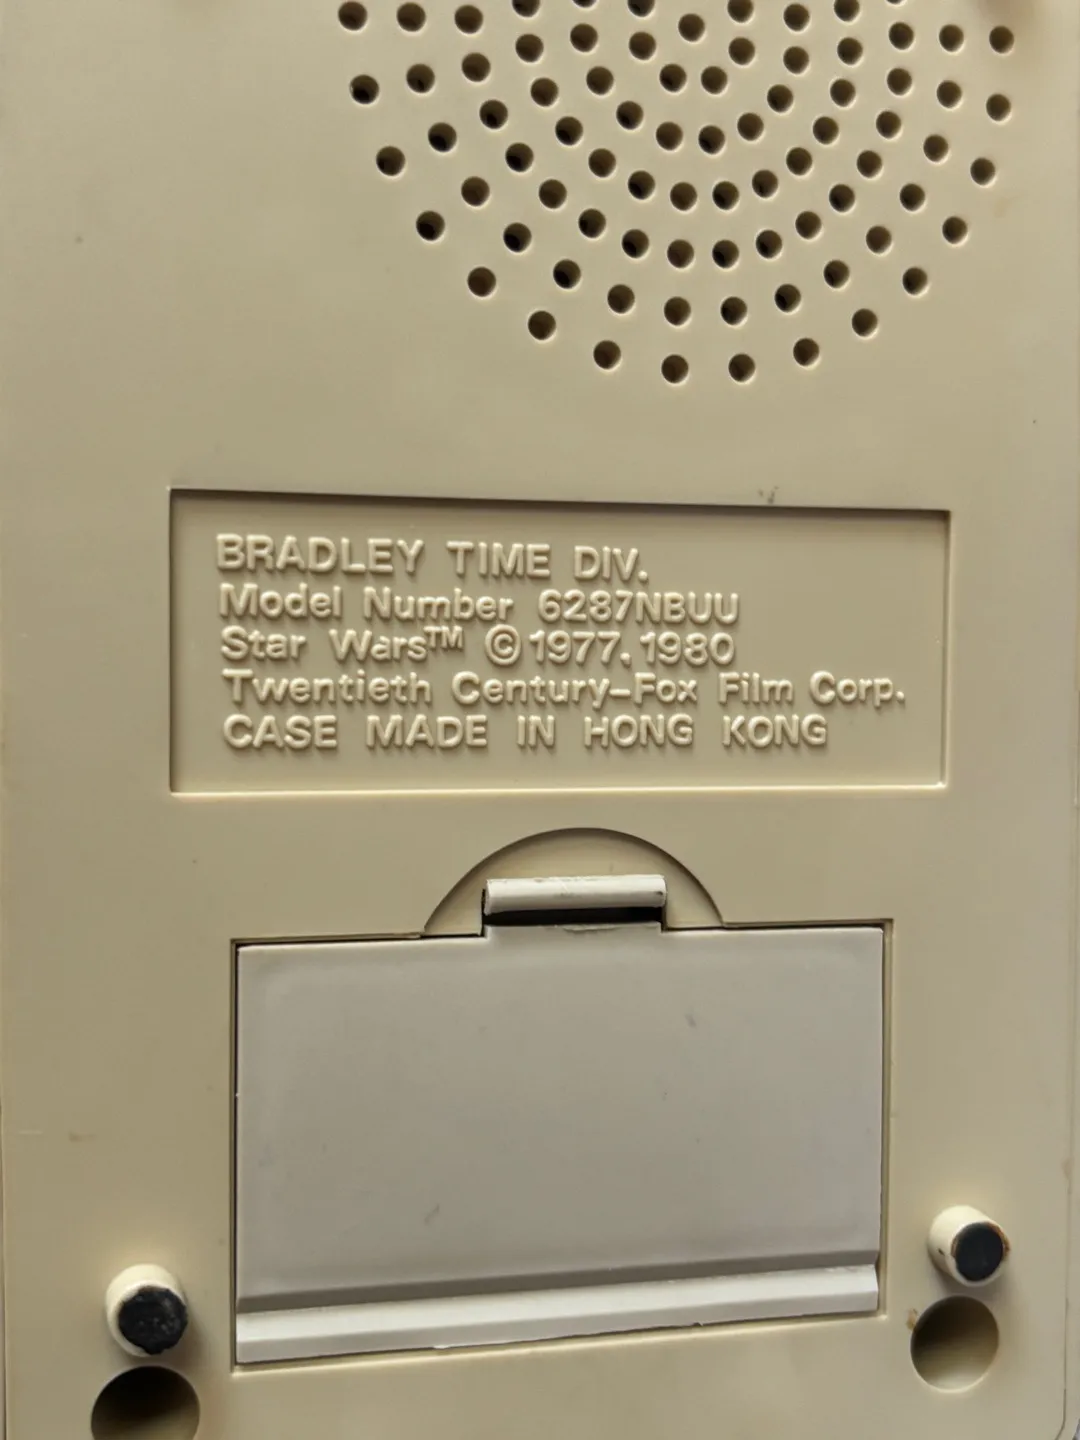 BRADLEY TIME DIV.
Model Number 6287NBUU
Star Wars™ ©1977, 1980
Twentieth Century-Fox Film Corp.
CASE MADE IN HONG KONG